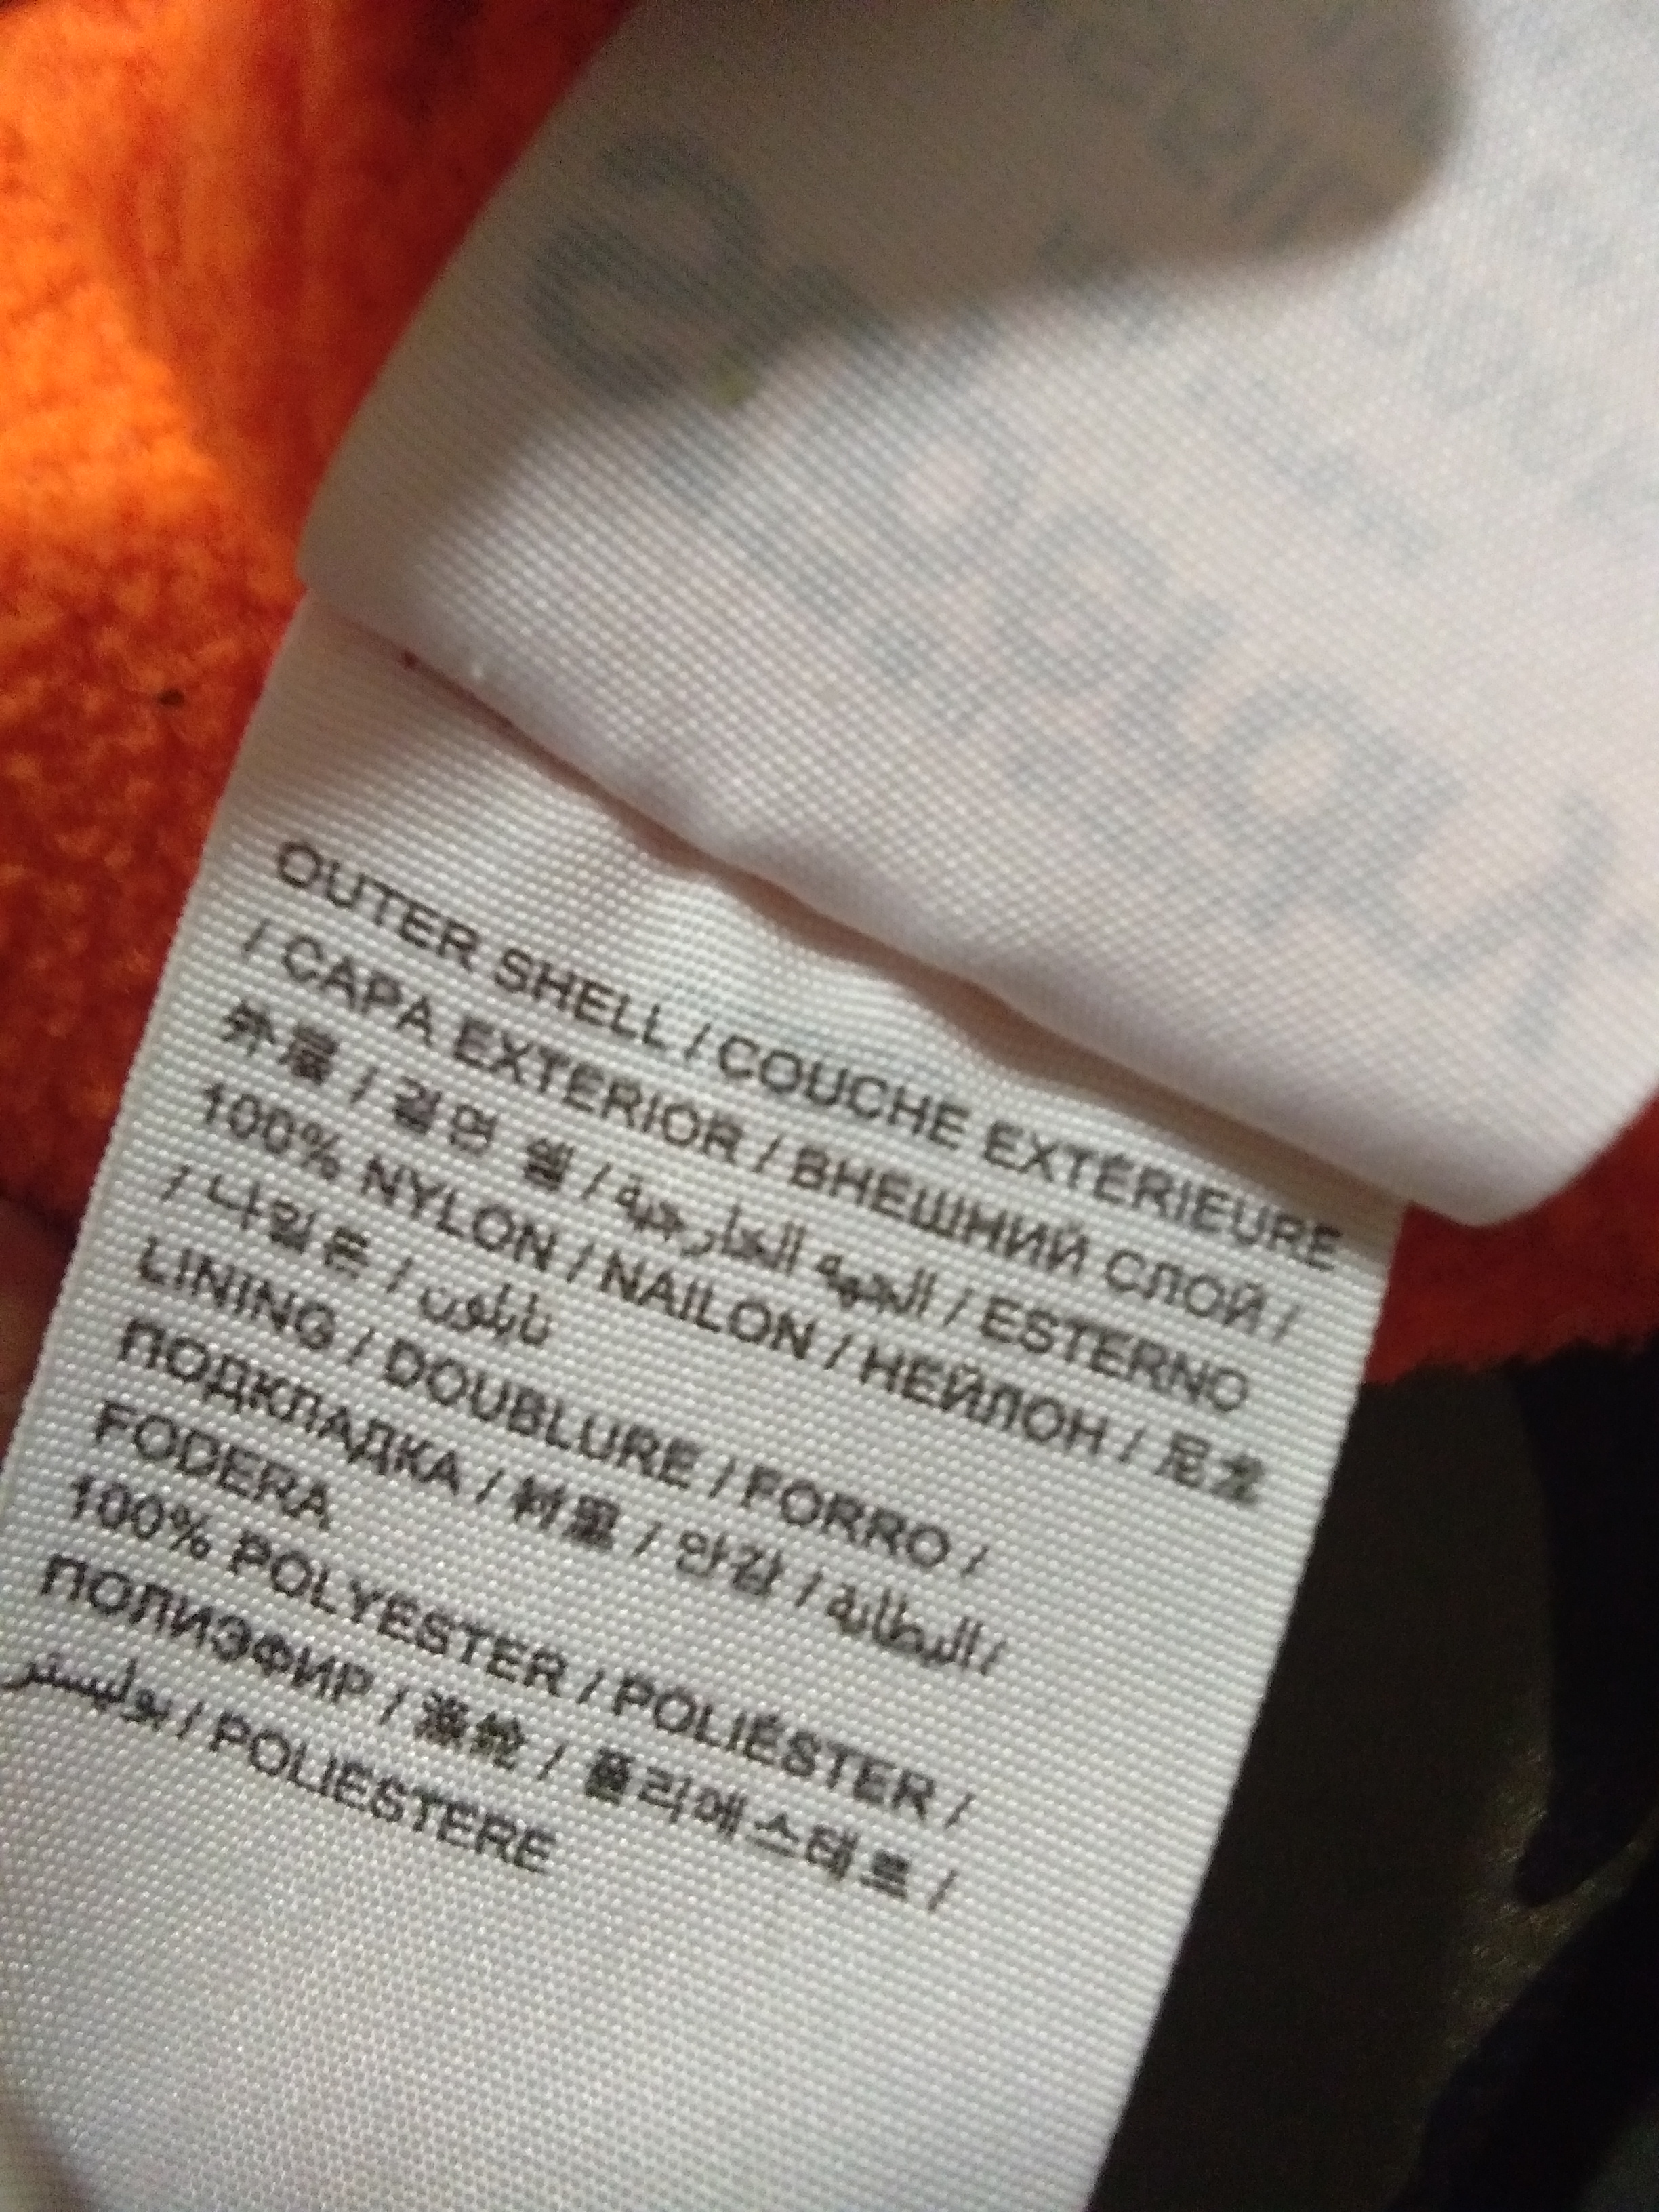 OUTER SHELL / COUCHE EXTÉRIEURE
/ CAPA EXTERIOR / ВНЕШНИЙ СЛОЙ /
外层 / 겉면 쉘 / الجهة الخارجية / ESTERNO
100% NYLON / NAILON / НЕЙЛОН / 尼龙
/ 나일론 / نايلون
LINING / DOUBLURE / FORRO /
ПОДКЛАДКА / 衬里 / 안감 / البطانة /
FODERA
100% POLYESTER / POLIÉSTER /
ПОЛИЭФИР / 涤纶 / 폴리에스테르 /
بوليستر / POLIESTERE